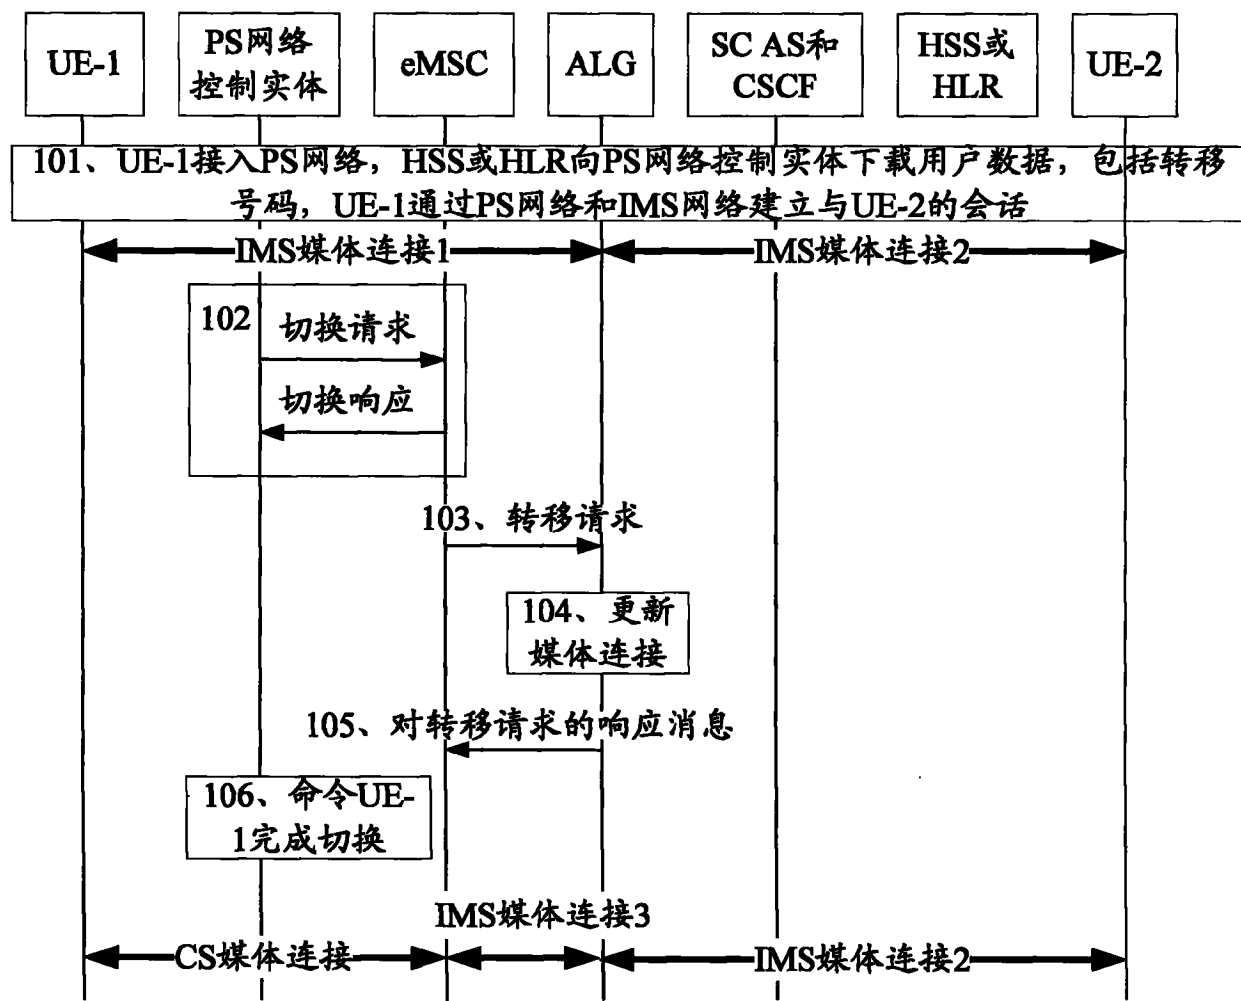 UE-1
PS网络
控制实体
eMSC
ALG
SC AS和
CSCF
HSS或
HLR
UE-2
101、UE-1接入PS网络，HSS或HLR向PS网络控制实体下载用户数据，包括转移
号码，UE-1通过PS网络和IMS网络建立与UE-2的会话
IMS媒体连接1
IMS媒体连接2
102
切换请求
切换响应
103、转移请求
104、更新
媒体连接
105、对转移请求的响应消息
106、命令UE-
1完成切换
IMS媒体连接3
CS媒体连接
IMS媒体连接2